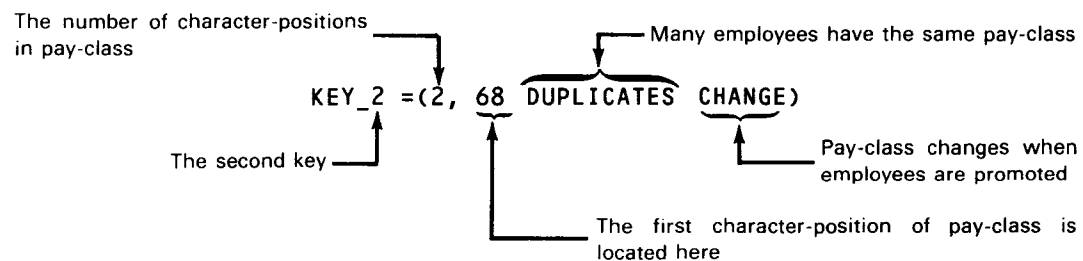 The number of character-positions
in pay-class
Many employees have the same pay-class
KEY_2 =(2, 68 DUPLICATES CHANGE)
The second key
Pay-class changes when
employees are promoted
The first character-position of pay-class is
located here